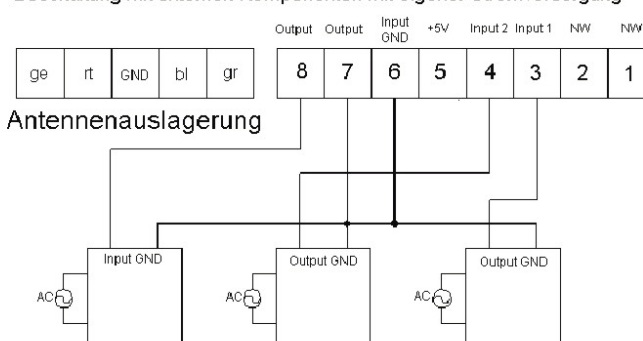 Output Output Input GND +5V Input 2 Input 1 NW NW
ge rt GND bl gr 8 7 6 5 4 3 2 1
Antennenauslagerung
Input GND Output GND Output GND
AC AC AC